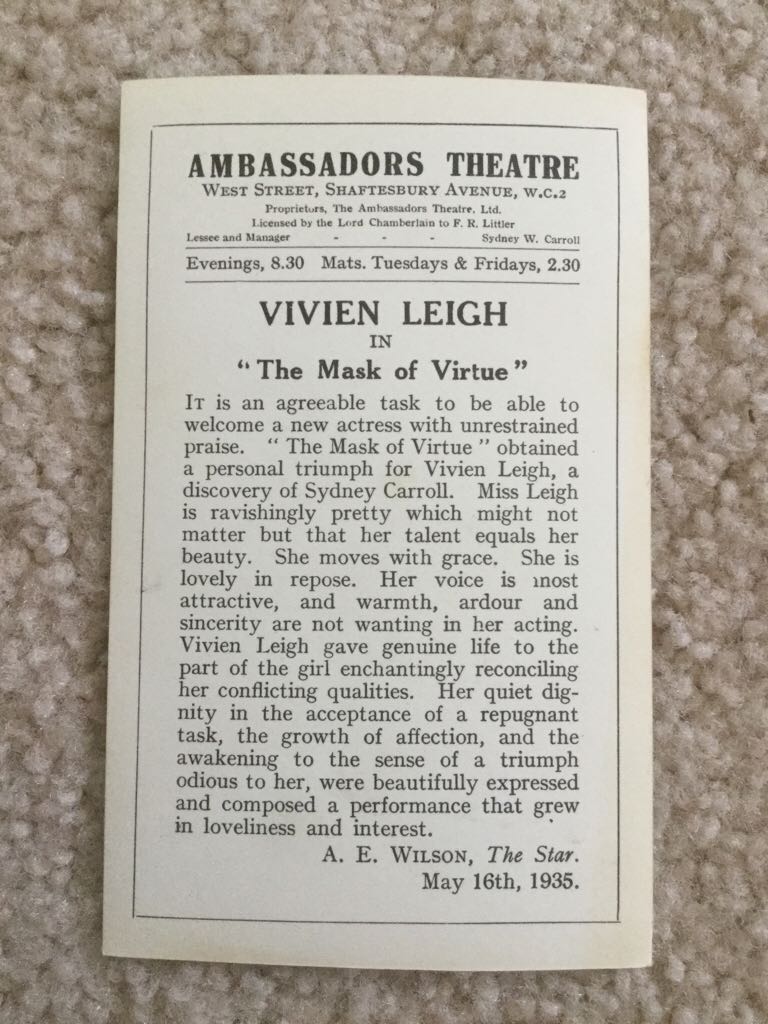 AMBASSADORS THEATRE
WEST STREET, SHAFTESBURY AVENUE, W.C.2
Proprietors, The Ambassadors Theatre, Ltd.
Licensed by the Lord Chamberlain to F. R. Littler
Lessee and Manager - - - Sydney W. Carroll
Evenings, 8.30 Mats. Tuesdays & Fridays, 2.30
VIVIEN LEIGH
IN
“ The Mask of Virtue ”
IT is an agreeable task to be able to
welcome a new actress with unrestrained
praise. “ The Mask of Virtue ” obtained
a personal triumph for Vivien Leigh, a
discovery of Sydney Carroll. Miss Leigh
is ravishingly pretty which might not
matter but that her talent equals her
beauty. She moves with grace. She is
lovely in repose. Her voice is most
attractive, and warmth, ardour and
sincerity are not wanting in her acting.
Vivien Leigh gave genuine life to the
part of the girl enchantingly reconciling
her conflicting qualities. Her quiet dig-
nity in the acceptance of a repugnant
task, the growth of affection, and the
awakening to the sense of a triumph
odious to her, were beautifully expressed
and composed a performance that grew
in loveliness and interest.
A. E. WILSON, The Star.
May 16th, 1935.